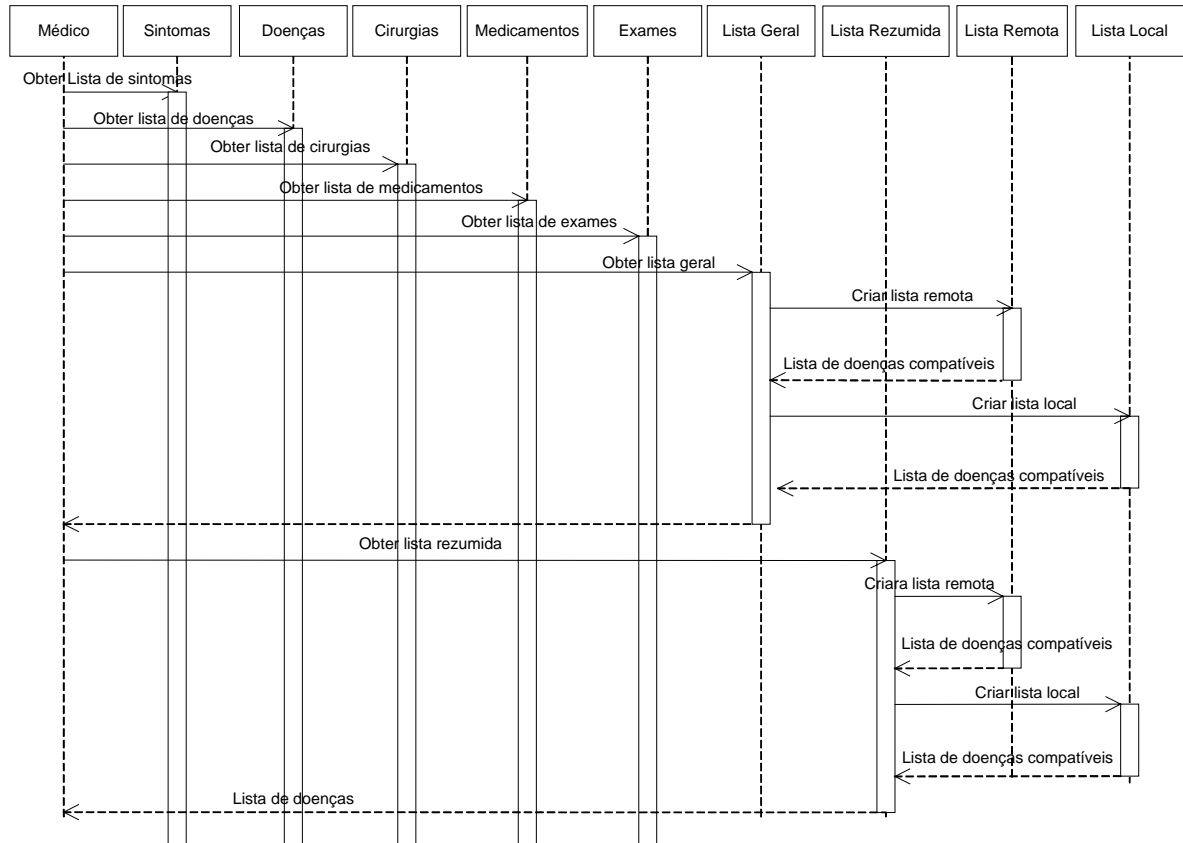 Médico
Sintomas
Doenças
Cirurgias
Medicamentos
Exames
Lista Geral
Lista Rezumida
Lista Remota
Lista Local
Obter Lista de sintomas
Obter lista de doenças
Obter lista de cirurgias
Obter lista de medicamentos
Obter lista de exames
Obter lista geral
Criar lista remota
Lista de doenças compatíveis
Criar lista local
Lista de doenças compatíveis
Obter lista rezumida
Criara lista remota
Lista de doenças compatíveis
Criar lista local
Lista de doenças compatíveis
Lista de doenças